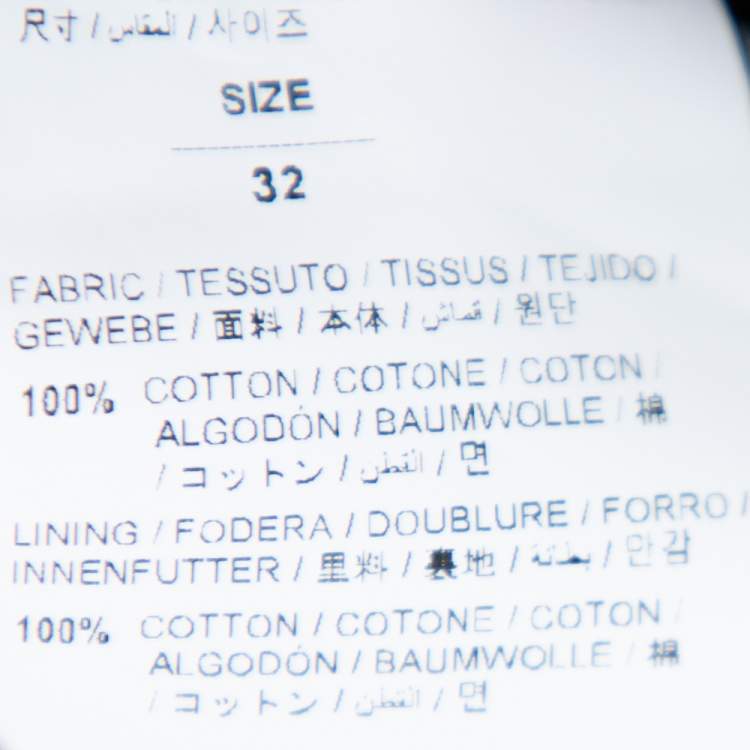 尺寸 / المقاس / 사이즈
SIZE
32
FABRIC / TESSUTO / TISSUS / TEJIDO /
GEWEBE / 面料 / 本体 / قماش / 원단
100% COTTON / COTONE / COTON /
ALGODÓN / BAUMWOLLE / 棉
/ コットン / القطن / 면
LINING / FODERA / DOUBLURE / FORRO /
INNENFUTTER / 里料 / 裏地 / بطانة / 안감
100% COTTON / COTONE / COTON /
ALGODÓN / BAUMWOLLE / 棉
/ コットン / القطن / 면